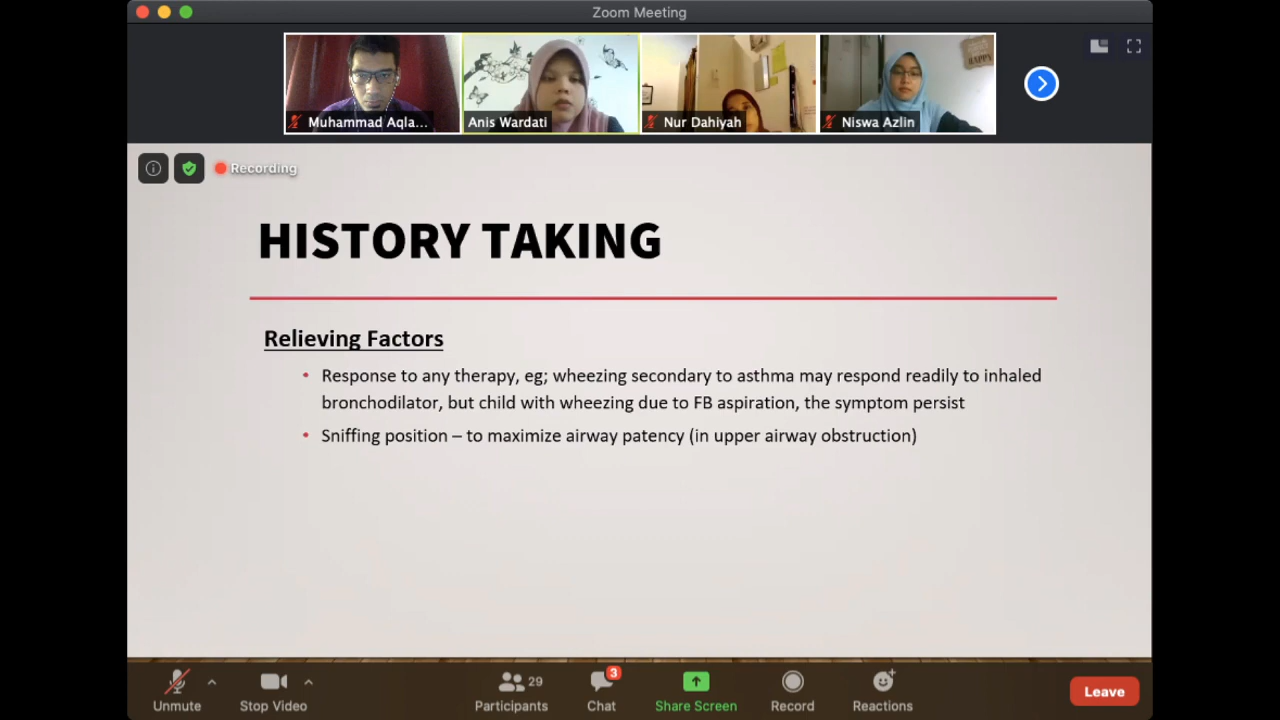 Zoom Meeting
Muhammad Aqla...
Anis Wardati
Nur Dahiyah
Niswa Azlin
HAPPY
Recording
HISTORY TAKING
Relieving Factors
• Response to any therapy, eg; wheezing secondary to asthma may respond readily to inhaled
bronchodilator, but child with wheezing due to FB aspiration, the symptom persist
• Sniffing position – to maximize airway patency (in upper airway obstruction)
Unmute
Stop Video
29
Participants
3
Chat
Share Screen
Record
Reactions
Leave